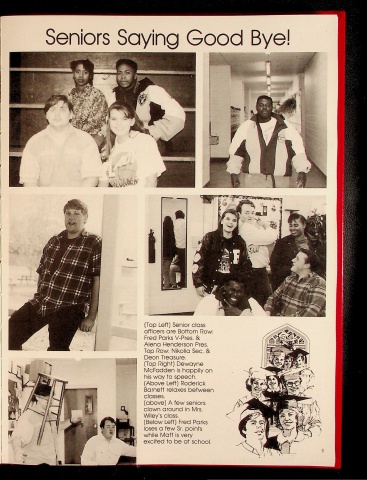 Seniors Saying Good Bye!
(Top Left) Senior class
officers are Bottom Row:
Fred Parks V-Pres. &
Alena Henderson Pres.
Top Row: Nikolia Sec. &
Dean Treasure.
(Top Right) Dewayne
McFadden is happily on
his way to speech.
(Above Left) Roderick
Barnett relaxes between
classes.
(above) A few seniors
clown around in Mrs.
Wiley's class.
(Below Left) Fred Parks
loses a few Sr. points
while Matt is very
excited to be at school.